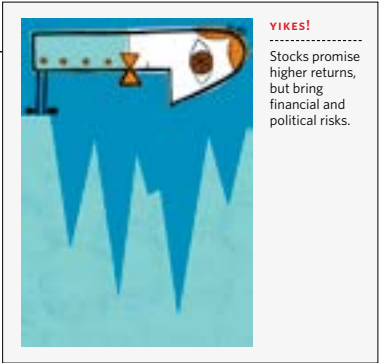 YIKES!
Stocks promise
higher returns,
but bring
financial and
political risks.